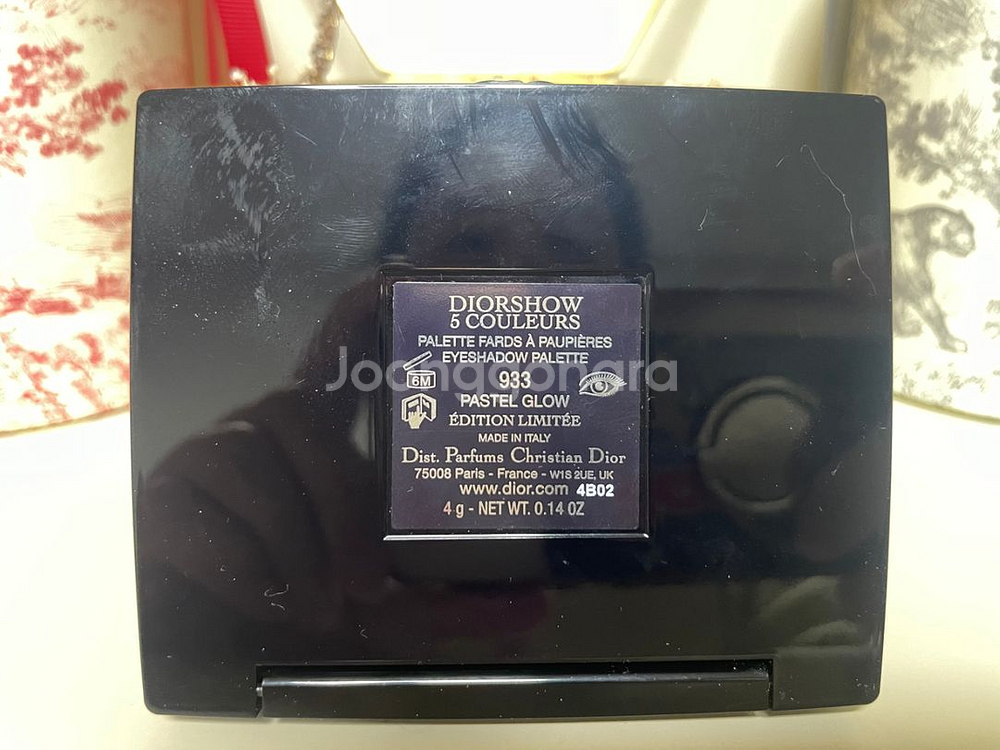 DIORSHOW
5 COULEURS
PALETTE FARDS À PAUPIÈRES
EYESHADOW PALETTE
Joonggonara
6M
933
PASTEL GLOW
ÉDITION LIMITÉE
MADE IN ITALY
Dist. Parfums Christian Dior
75008 Paris - France - W1S 2UE, UK
www.dior.com 4B02
4 g - NET WT. 0.14 OZ